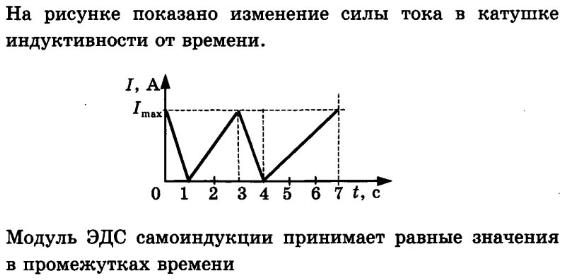 На рисунке показано изменение силы тока в катушке
индуктивности от времени.
I, А
Imax
0 1 2 3 4 5 6 7 t, с
Модуль ЭДС самоиндукции принимает равные значения
в промежутках времени